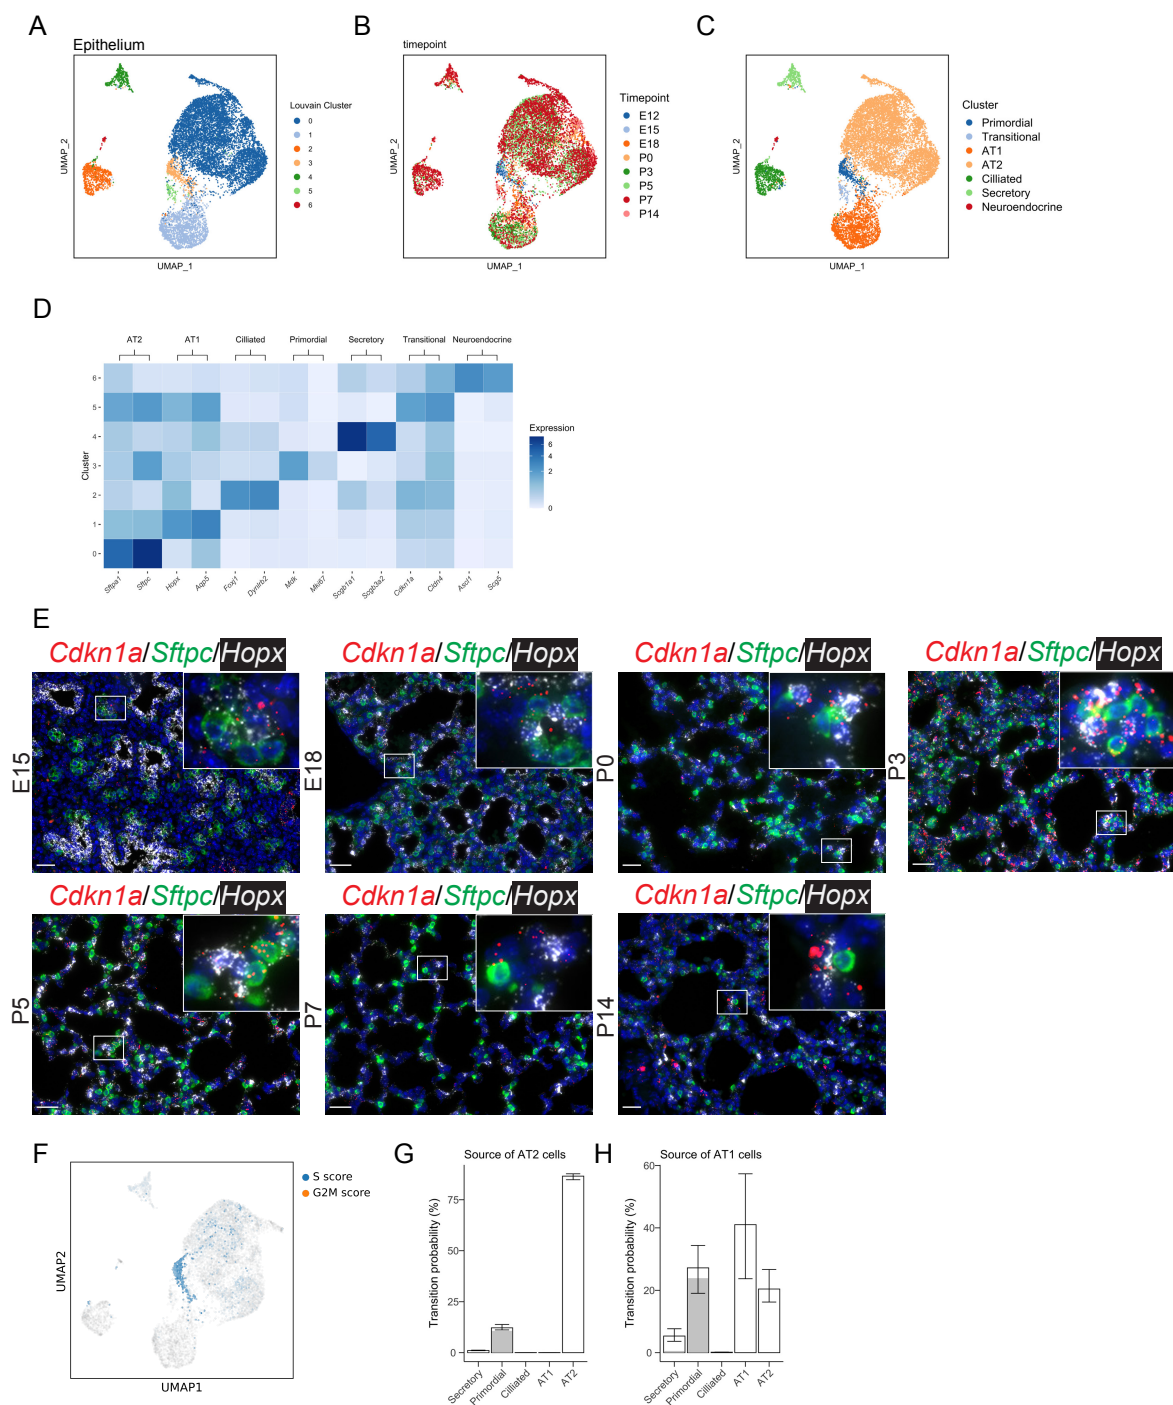 A
Epithelium
UMAP_2
UMAP_1
Louvain Cluster
0
1
2
3
4
5
6
B
timepoint
UMAP_2
UMAP_1
Timepoint
E12
E15
E18
P0
P3
P5
P7
P14
C
UMAP_2
UMAP_1
Cluster
Primordial
Transitional
AT1
AT2
Cilliated
Secretory
Neuroendocrine
D
AT2 AT1 Cilliated Primordial Secretory Transitional Neuroendocrine
Cluster
6
5
4
3
2
1
0
Sftpa1 Sftpc Hopx Aqp5 Foxj1 Dynlrb2 Mdk Mki67 Scgb1a1 Scgb3a2 Cdkn1a Cldn4 Ascl1 Scg5
Expression
6
4
2
0
E
Cdkn1a/Sftpc/Hopx
E15
Cdkn1a/Sftpc/Hopx
E18
Cdkn1a/Sftpc/Hopx
P0
Cdkn1a/Sftpc/Hopx
P3
Cdkn1a/Sftpc/Hopx
P5
Cdkn1a/Sftpc/Hopx
P7
Cdkn1a/Sftpc/Hopx
P14
F
UMAP2
UMAP1
S score
G2M score
G
Source of AT2 cells
Transition probability (%)
75
50
25
0
Secretory Primordial Cilliated AT1 AT2
H
Source of AT1 cells
Transition probability (%)
60
40
20
0
Secretory Primordial Cilliated AT1 AT2